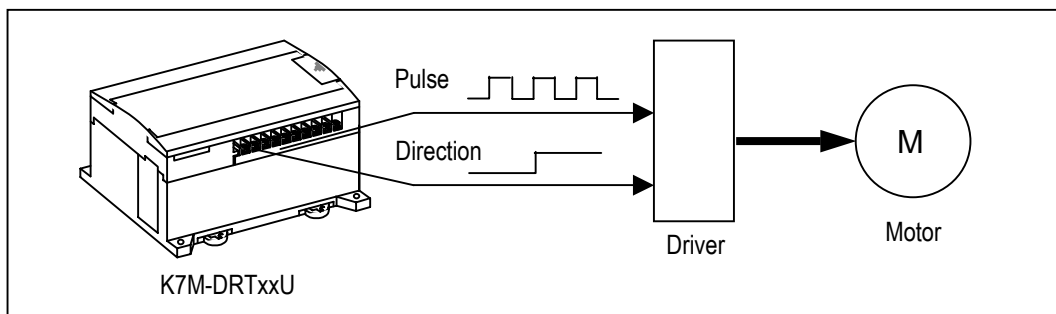 Pulse
Direction
M
Driver
Motor
K7M-DRTxxU